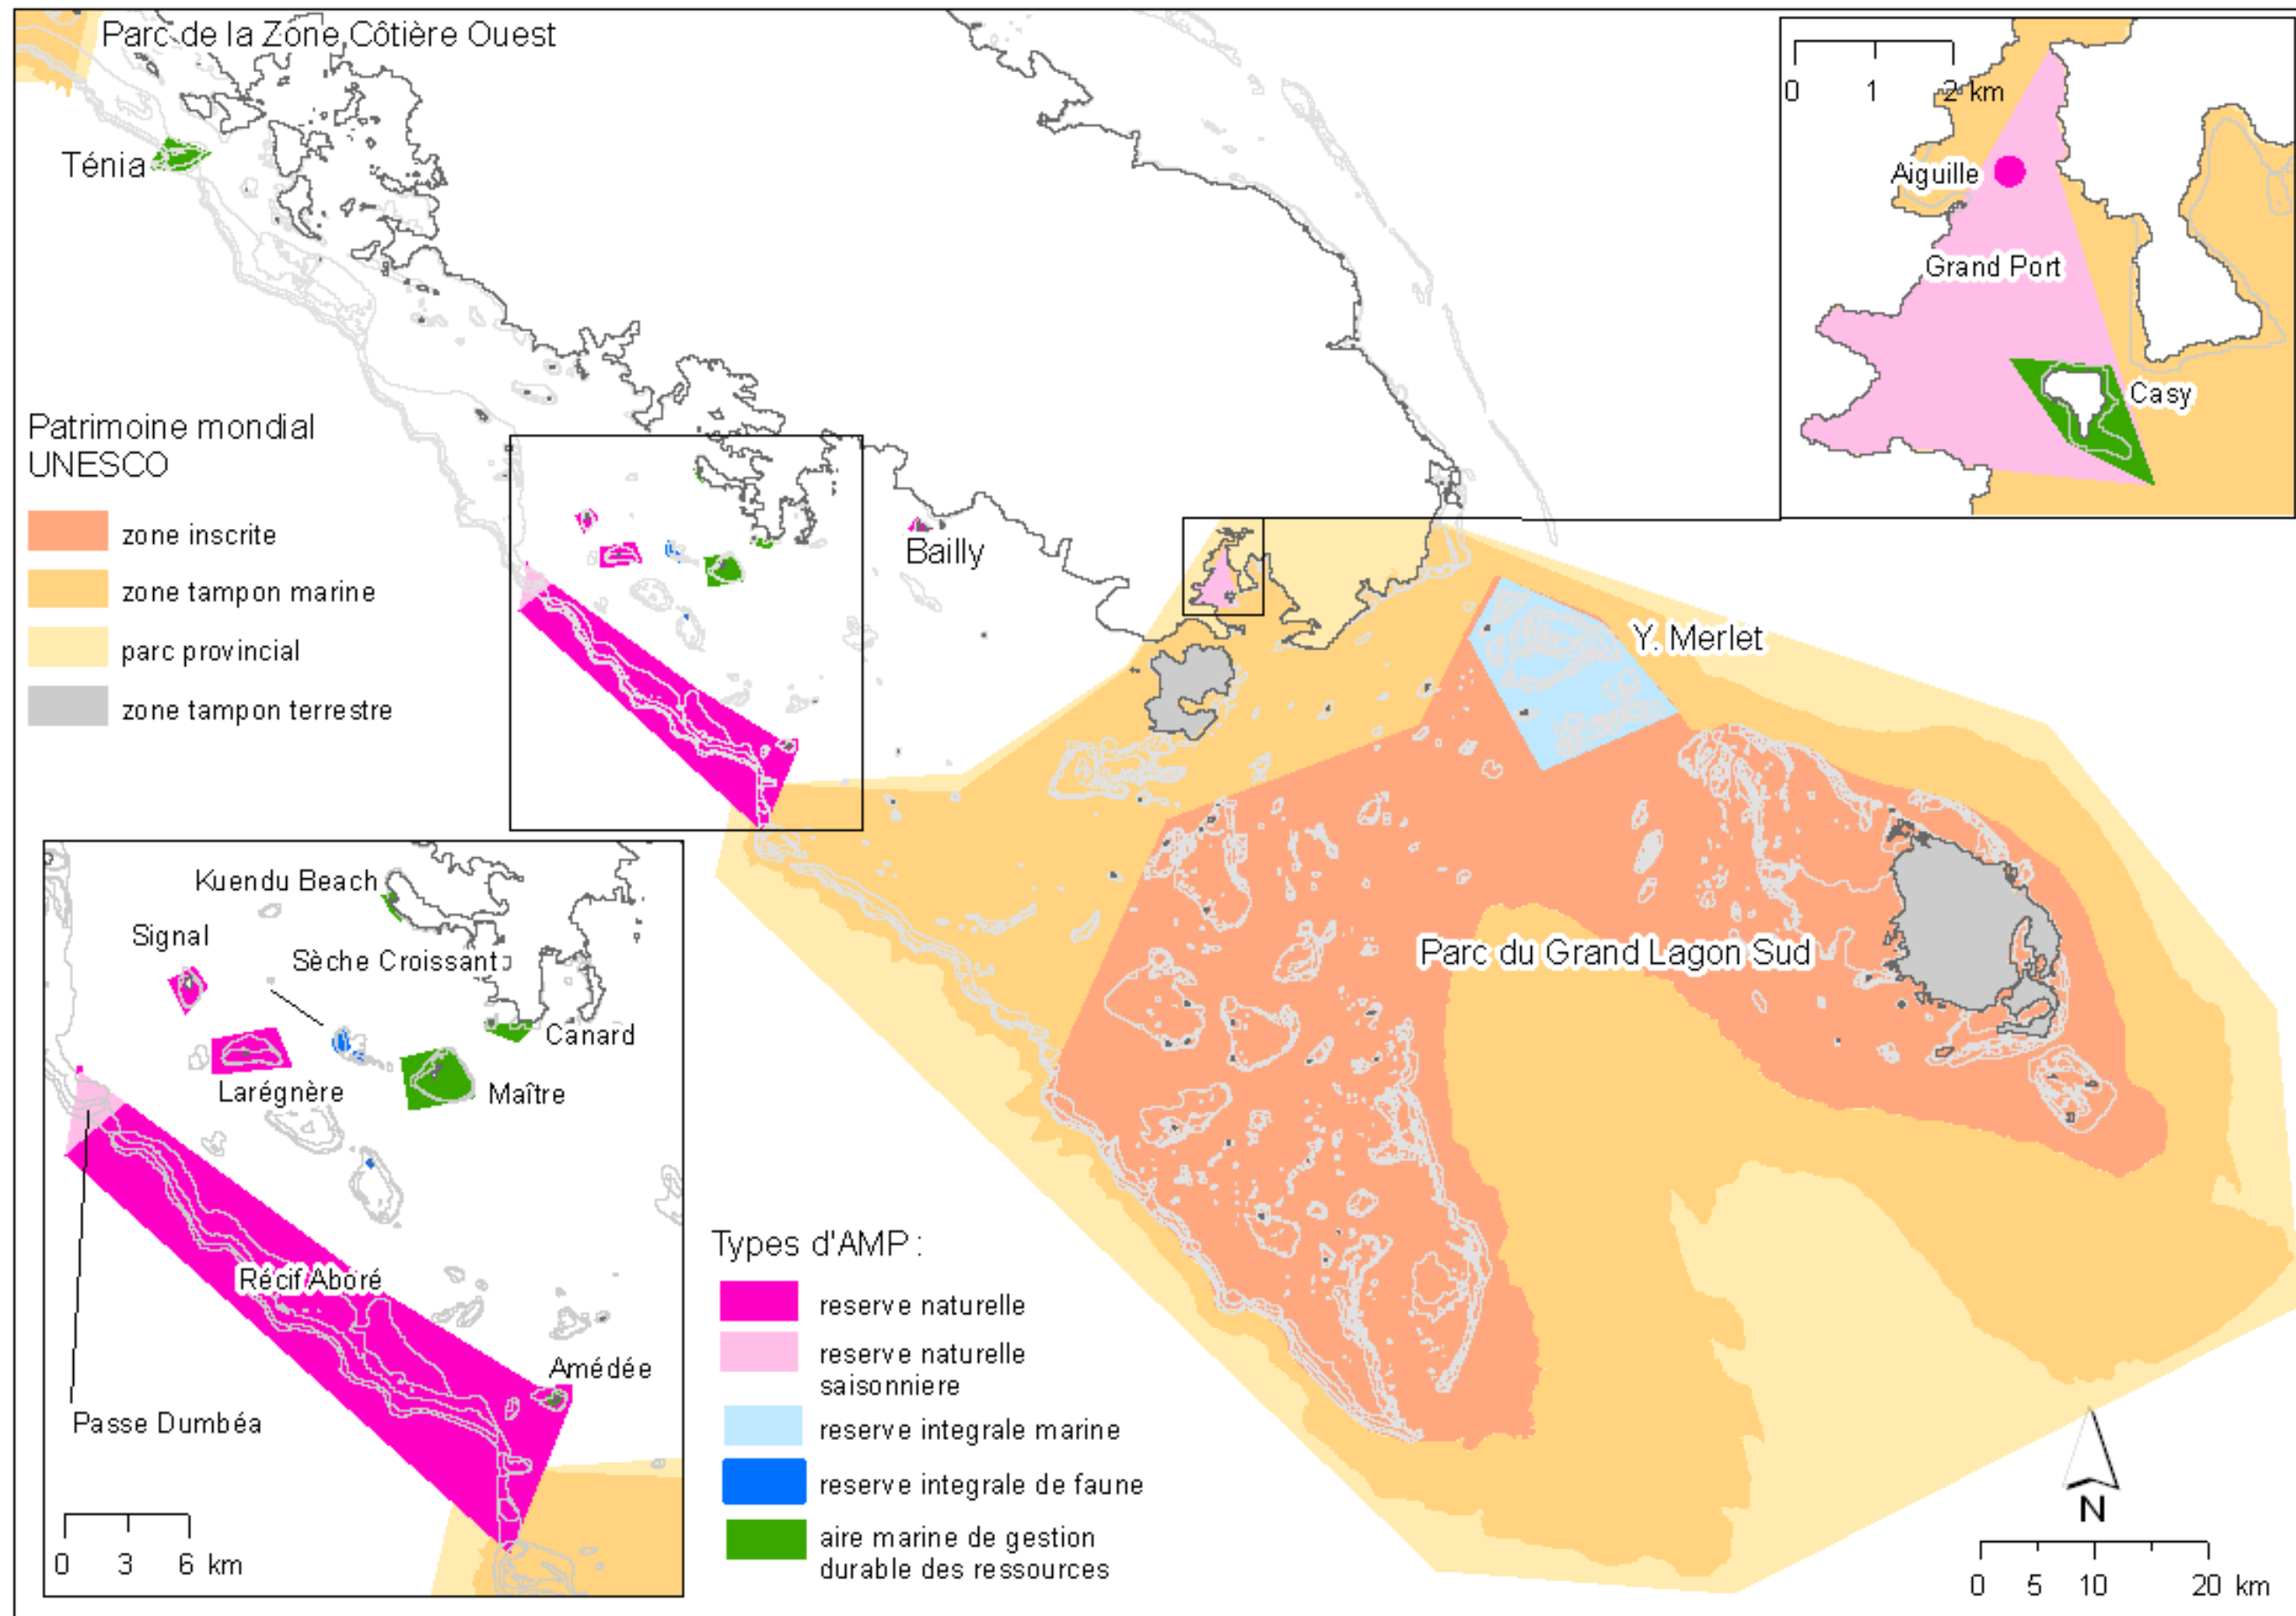 Parc de la Zone Côtière Ouest
0 1 2 km
Ténia
Aiguille
Grand Port
Casy
Patrimoine mondial
UNESCO
zone inscrite
zone tampon marine
parc provincial
zone tampon terrestre
Bailly
Y. Merlet
Parc du Grand Lagon Sud
Kuendu Beach
Signal
Sèche Croissant
Canard
Larégnère
Maître
Récif Aboré
Amédée
Passe Dumbéa
0 3 6 km
Types d'AMP :
reserve naturelle
reserve naturelle
saisonniere
reserve integrale marine
reserve integrale de faune
aire marine de gestion
durable des ressources
N
0 5 10 20 km